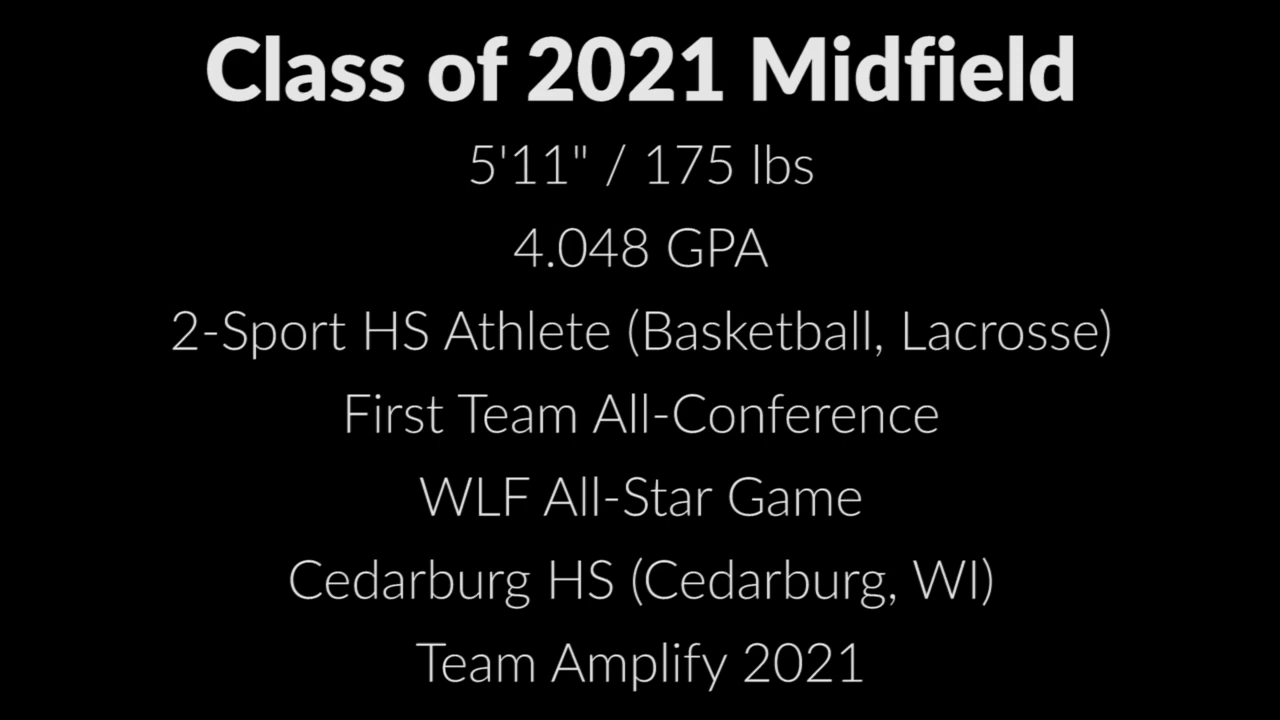 Class of 2021 Midfield
5'11" / 175 lbs
4.048 GPA
2-Sport HS Athlete (Basketball, Lacrosse)
First Team All-Conference
WLF All-Star Game
Cedarburg HS (Cedarburg, WI)
Team Amplify 2021